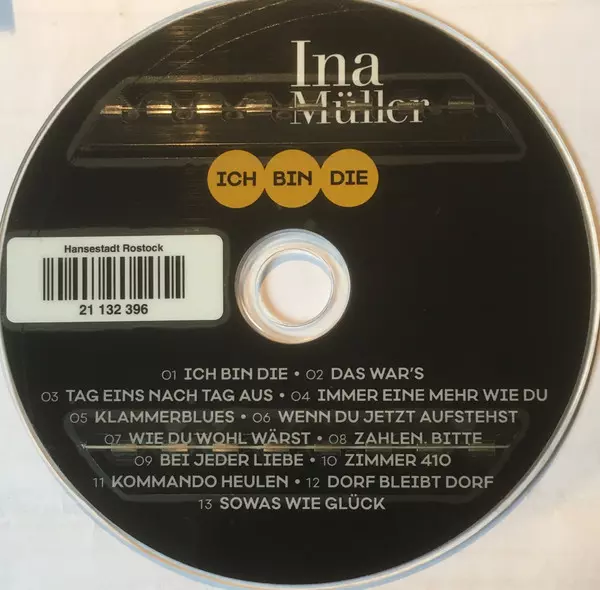 Ina
Müller
ICH BIN DIE
Hansestadt Rostock
21 132 396
01 ICH BIN DIE • 02 DAS WAR'S
03 TAG EINS NACH TAG AUS • 04 IMMER EINE MEHR WIE DU
05 KLAMMERBLUES • 06 WENN DU JETZT AUFSTEHST
07 WIE DU WOHL WÄRST • 08 ZAHLEN, BITTE
09 BEI JEDER LIEBE • 10 ZIMMER 410
11 KOMMANDO HEULEN • 12 DORF BLEIBT DORF
13 SOWAS WIE GLÜCK